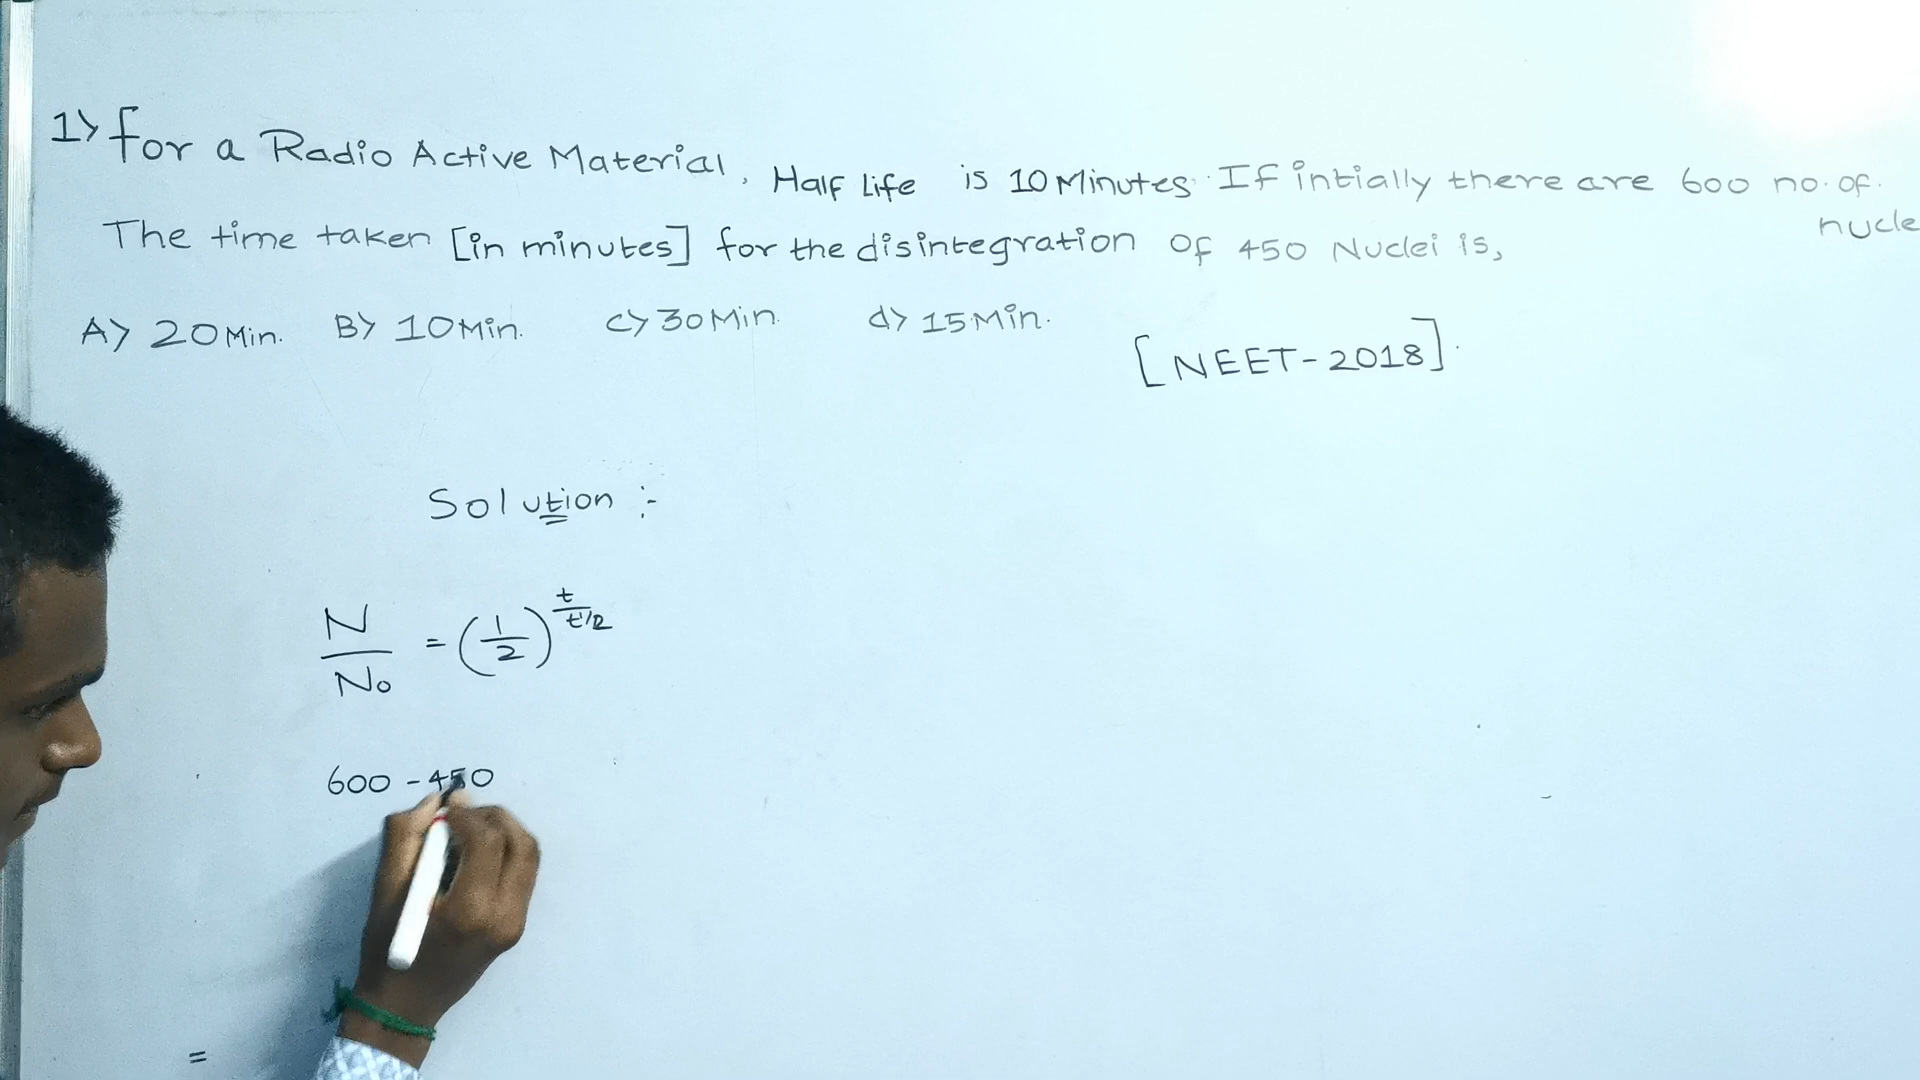 1) For a Radio Active Material, Half Life is 10 Minutes. If intially there are 600 no. of. nucle
The time taken [in minutes] for the disintegration of 450 Nuclei is,
A) 20 Min. B) 10 Min. C) 30 Min. d) 15 Min.
[NEET-2018].
Solution :-
N/No = (1/2)^t/t1/2
600 - 450
=